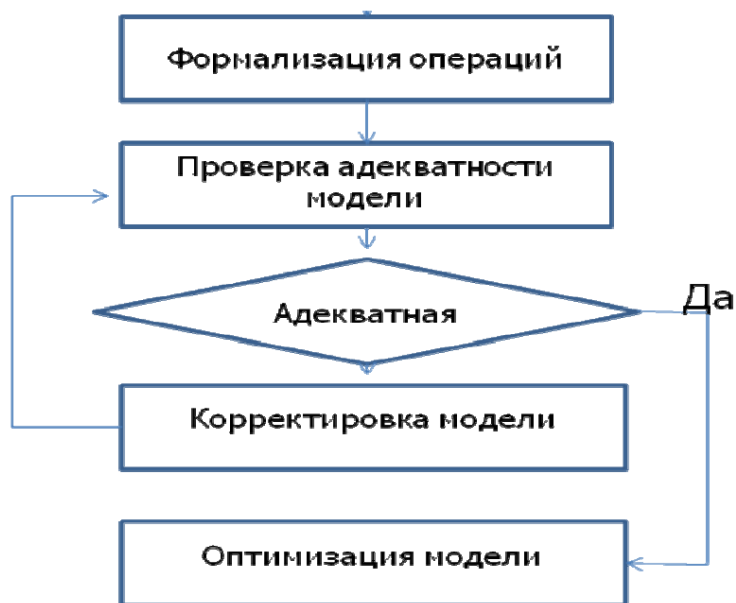 Формализация операций
Проверка адекватности
модели
Адекватная
Да
Корректировка модели
Оптимизация модели